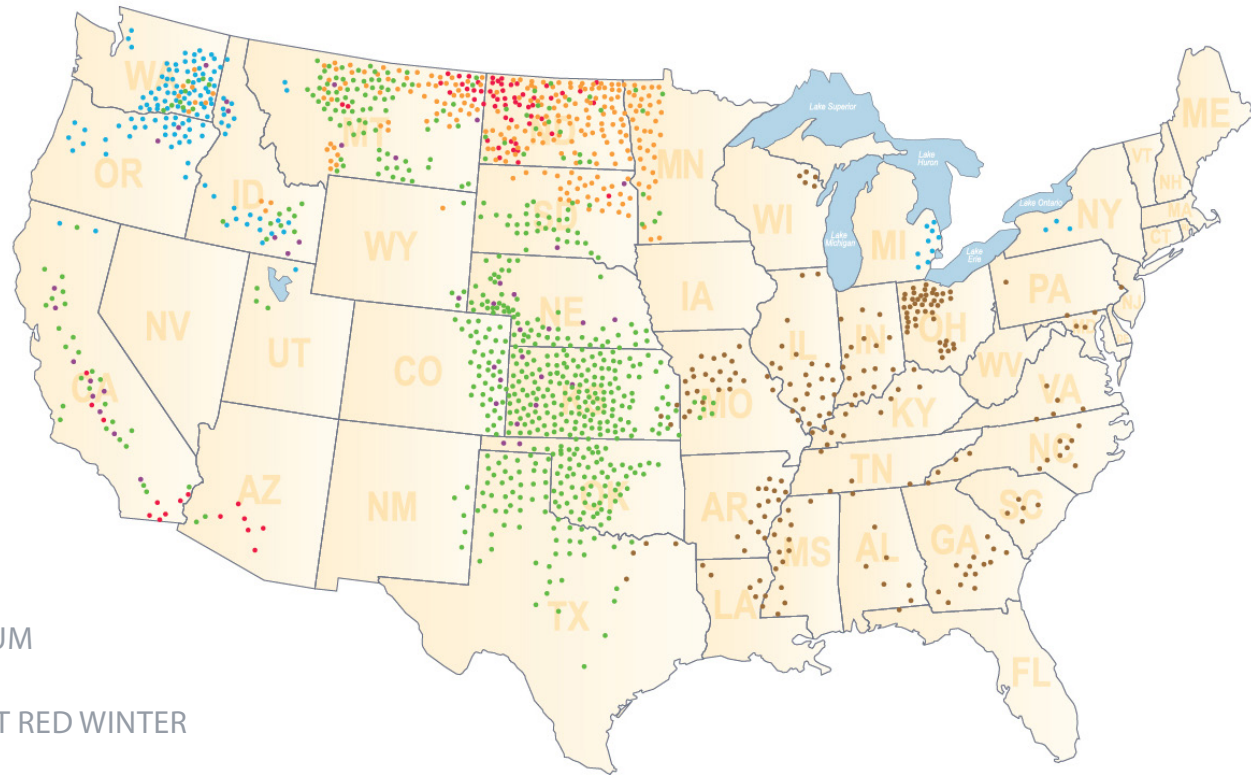 WA
OR
ID
MT
ND
MN
SD
WY
NV
UT
CO
NE
IA
WI
MI
CA
AZ
NM
KS
OK
TX
MO
AR
LA
IL
IN
OH
KY
TN
MS
AL
GA
FL
SC
NC
VA
WV
PA
NY
VT
NH
ME
MA
CT
NJ
Lake Superior
Lake
Huron
Lake
Michigan
Lake
Erie
Lake Ontario
UM
T RED WINTER